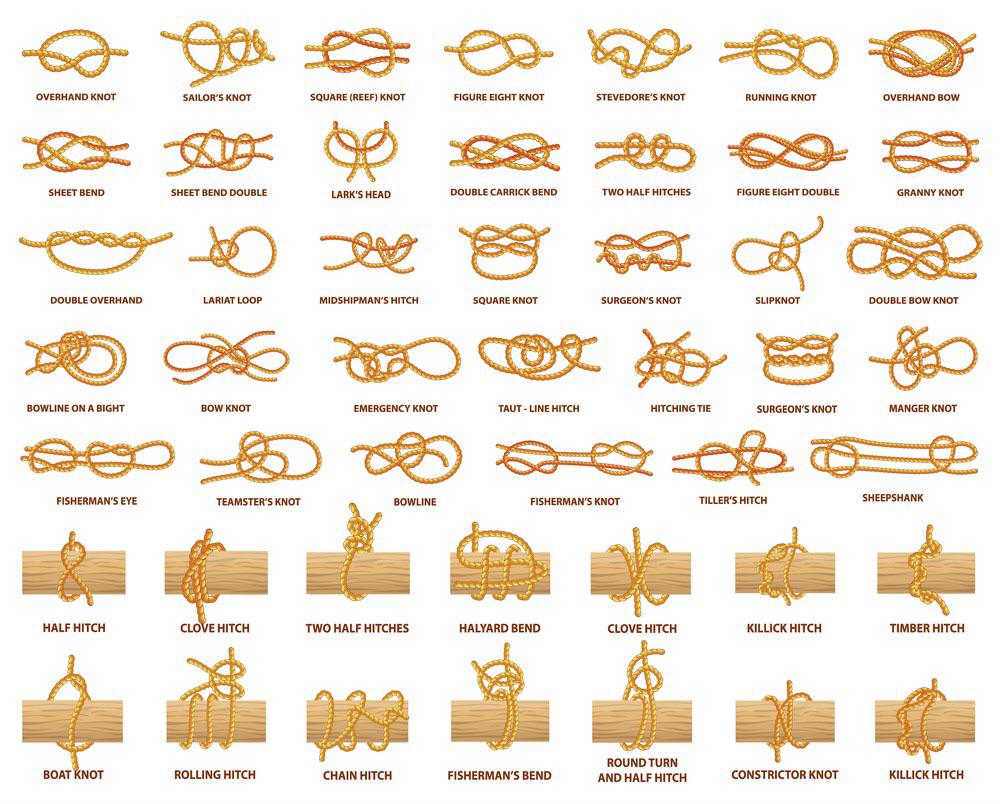 OVERHAND KNOT
SAILOR'S KNOT
SQUARE (REEF) KNOT
FIGURE EIGHT KNOT
STEVEDORE'S KNOT
RUNNING KNOT
OVERHAND BOW
SHEET BEND
SHEET BEND DOUBLE
LARK'S HEAD
DOUBLE CARRICK BEND
TWO HALF HITCHES
FIGURE EIGHT DOUBLE
GRANNY KNOT
DOUBLE OVERHAND
LARIAT LOOP
MIDSHIPMAN'S HITCH
SQUARE KNOT
SURGEON'S KNOT
SLIPKNOT
DOUBLE BOW KNOT
BOWLINE ON A BIGHT
BOW KNOT
EMERGENCY KNOT
TAUT - LINE HITCH
HITCHING TIE
SURGEON'S KNOT
MANGER KNOT
FISHERMAN'S EYE
TEAMSTER'S KNOT
BOWLINE
FISHERMAN'S KNOT
TILLER'S HITCH
SHEEPSHANK
HALF HITCH
CLOVE HITCH
TWO HALF HITCHES
HALYARD BEND
CLOVE HITCH
KILLICK HITCH
TIMBER HITCH
BOAT KNOT
ROLLING HITCH
CHAIN HITCH
FISHERMAN'S BEND
ROUND TURN
AND HALF HITCH
CONSTRICTOR KNOT
KILLICK HITCH